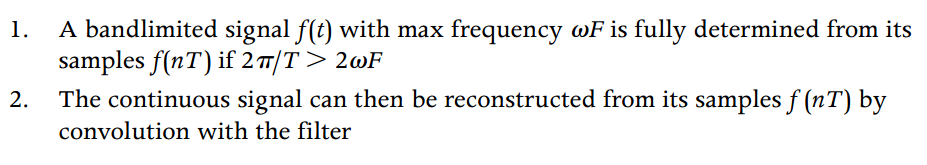 1. A bandlimited signal f(t) with max frequency ωF is fully determined from its
samples f(nT) if 2π/T > 2ωF
2. The continuous signal can then be reconstructed from its samples f (nT) by
convolution with the filter